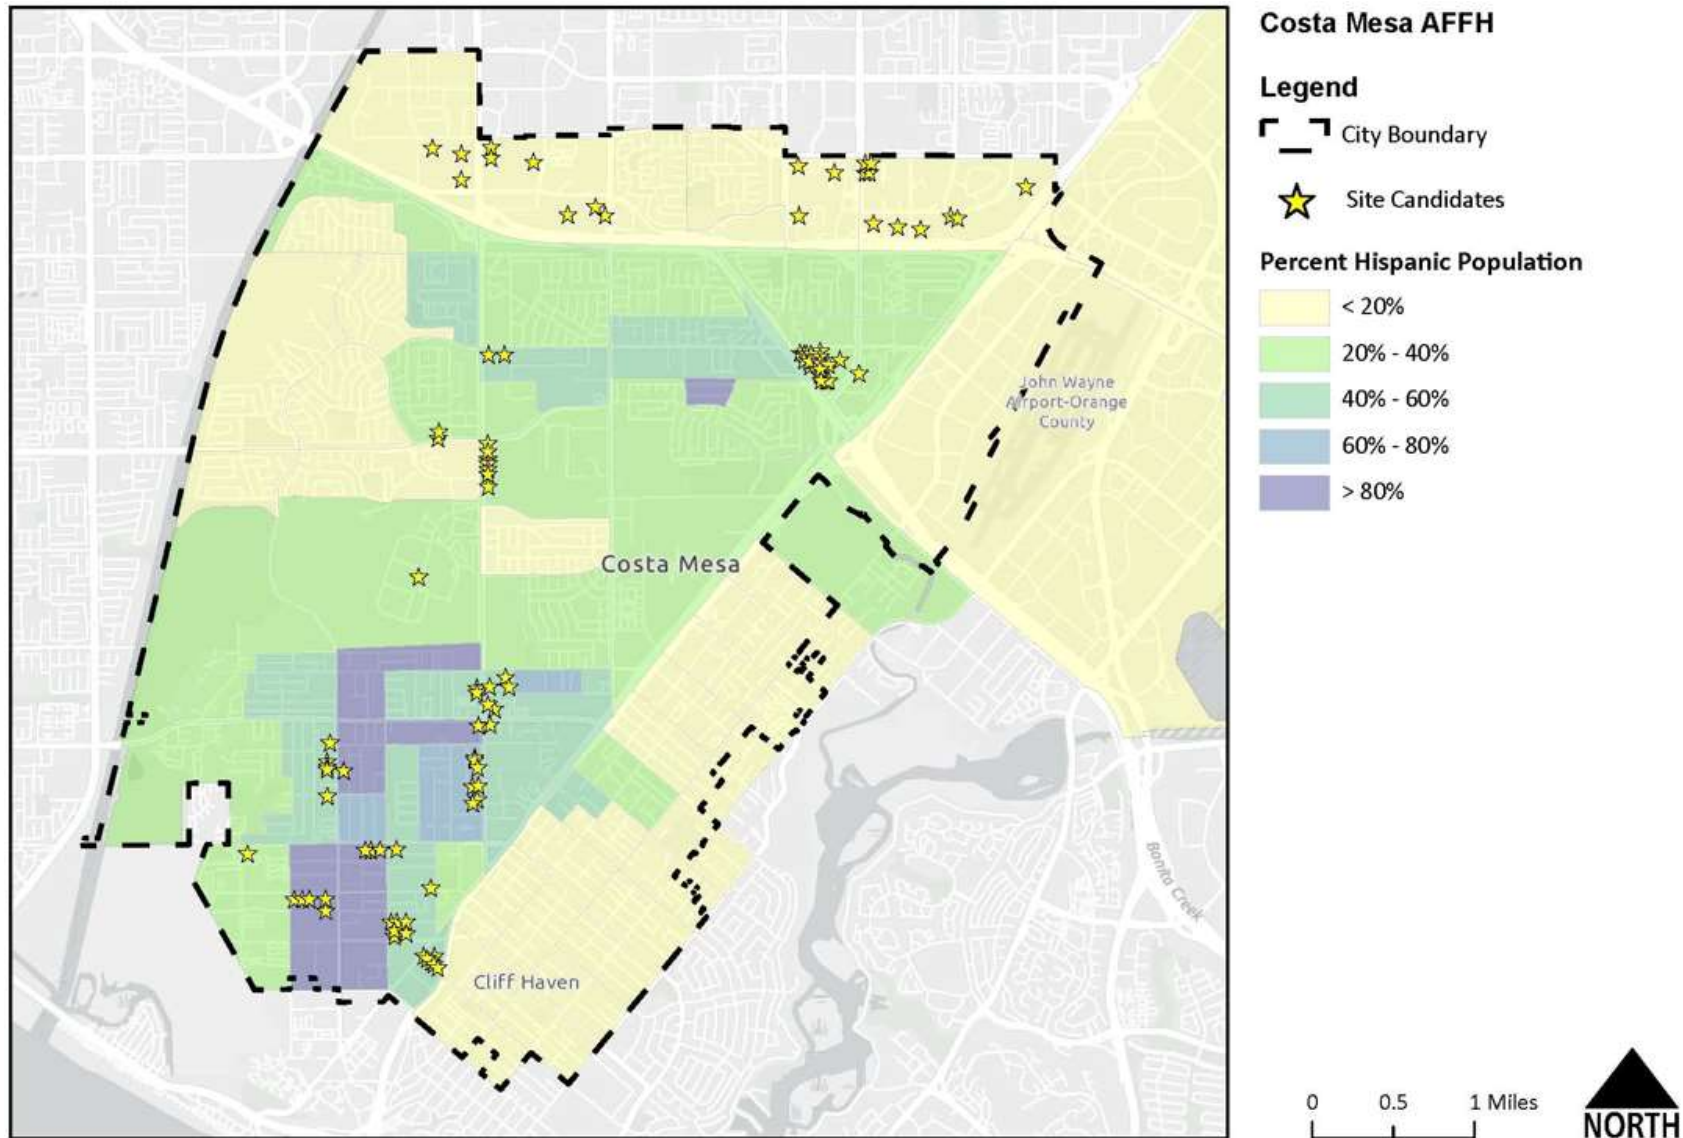 Costa Mesa AFFH
Legend
City Boundary
Site Candidates
Percent Hispanic Population
< 20%
20% - 40%
40% - 60%
60% - 80%
> 80%
John Wayne
Airport-Orange
County
Costa Mesa
Cliff Haven
Bonita Creek
0 0.5 1 Miles
NORTH